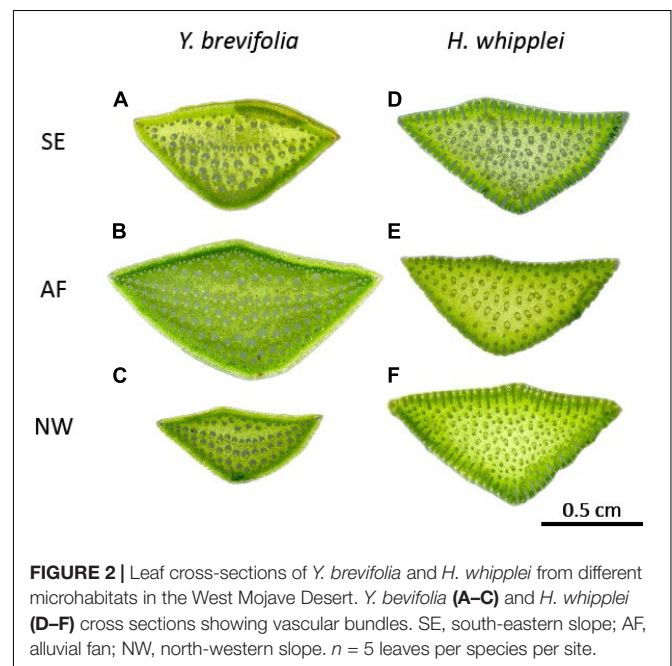 Y. brevifolia
H. whipplei
SE
A
D
AF
B
E
NW
C
F
0.5 cm
FIGURE 2 | Leaf cross-sections of Y. brevifolia and H. whipplei from different
microhabitats in the West Mojave Desert. Y. bevifolia (A–C) and H. whipplei
(D–F) cross sections showing vascular bundles. SE, south-eastern slope; AF,
alluvial fan; NW, north-western slope. n = 5 leaves per species per site.